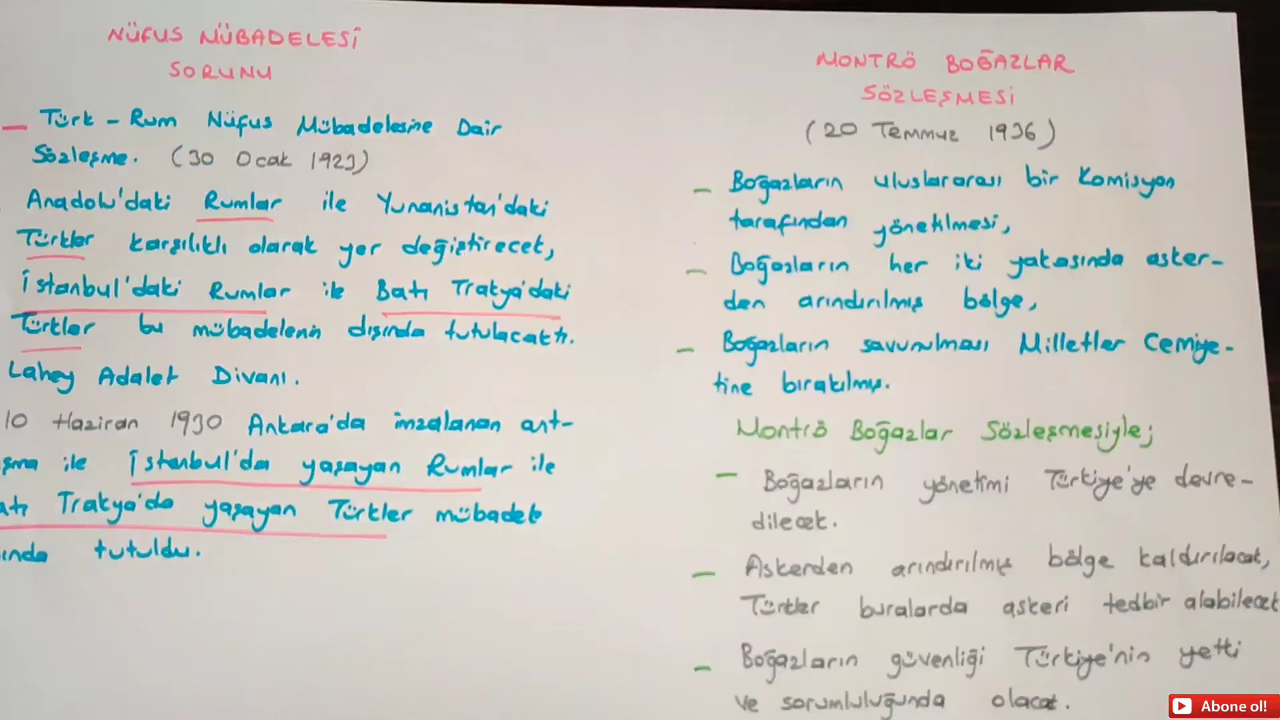 NÜFUS MÜBADELESİ
SORUNU
– Türk – Rum Nüfus Mübadelesine Dair
Sözleşme. (30 Ocak 1923)
Anadolu'daki Rumlar ile Yunanistan'daki
Türkler karşılıklı olarak yer değiştirecek,
İstanbul'daki Rumlar ile Batı Trakya'daki
Türkler bu mübadelenin dışında tutulacaktı.
Lahey Adalet Divanı.
10 Haziran 1930 Ankara'da imzalanan ant-
şma ile İstanbul'da yaşayan Rumlar ile
atı Trakya'da yaşayan Türkler mübadele
ında tutuldu.
MONTRÖ BOĞAZLAR
SÖZLEŞMESİ
(20 Temmuz 1936)
– Boğazların uluslararası bir Komisyon
tarafından yönetilmesi,
– Boğazların her iki yakasında asker-
den arındırılmış bölge,
– Boğazların savunulması Milletler Cemiye-
tine bırakılmış.
Montrö Boğazlar Sözleşmesiyle;
– Boğazların yönetimi Türkiye'ye devre-
dilecek.
– Askerden arındırılmış bölge kaldırılacak,
Türkler buralarda askeri tedbir alabilecek
– Boğazların güvenliği Türkiye'nin yetki
ve sorumluluğunda olacak.
Abone ol!